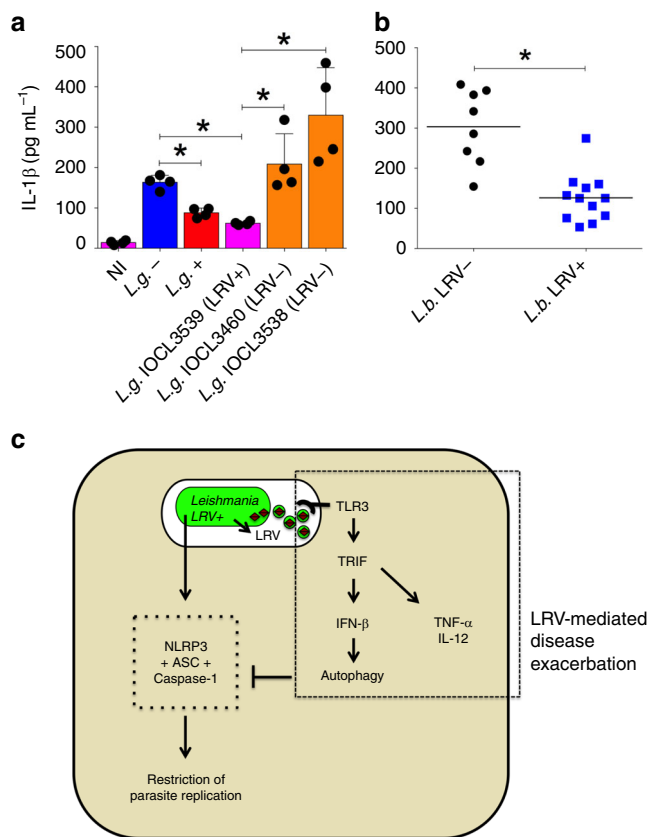 a
IL-1β (pg mL⁻¹)
500
400
300
200
100
0
*
*
*
*
NI
L.g. –
L.g. +
L.g. IOCL3539 (LRV+)
L.g. IOCL3460 (LRV–)
L.g. IOCL3538 (LRV–)
b
500
400
300
200
100
0
*
L.b. LRV–
L.b. LRV+
c
Leishmania
LRV+
LRV
TLR3
TRIF
IFN-β
TNF-α
IL-12
Autophagy
NLRP3
+ ASC +
Caspase-1
Restriction of
parasite replication
LRV-mediated
disease
exacerbation